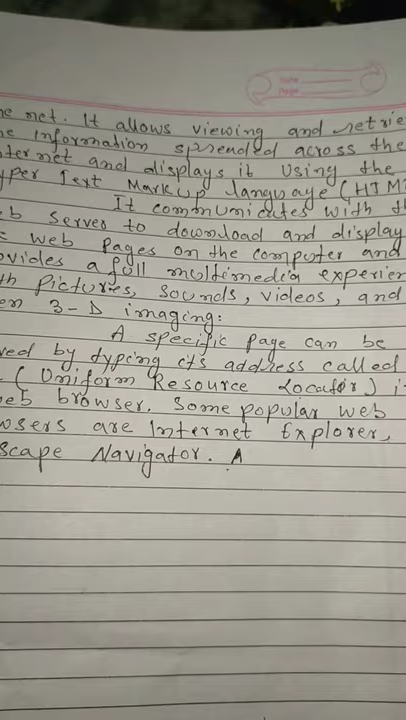 ne net. It allows viewing and retrie
ne Information spreaded across the
ternet and displays it Using the
yper Text Markup language (HTM
It communicates with th
eb server to download and display
web Pages on the computer and
ovides a full multimedia experien
th Pictures, Sounds, videos, and
en 3-D imaging:
A specific page can be
ved by typing its address called
(Uniform Resource Locator) i
eb browser. Some popular web
wsers are Internet Explorer,
scape Navigator. A